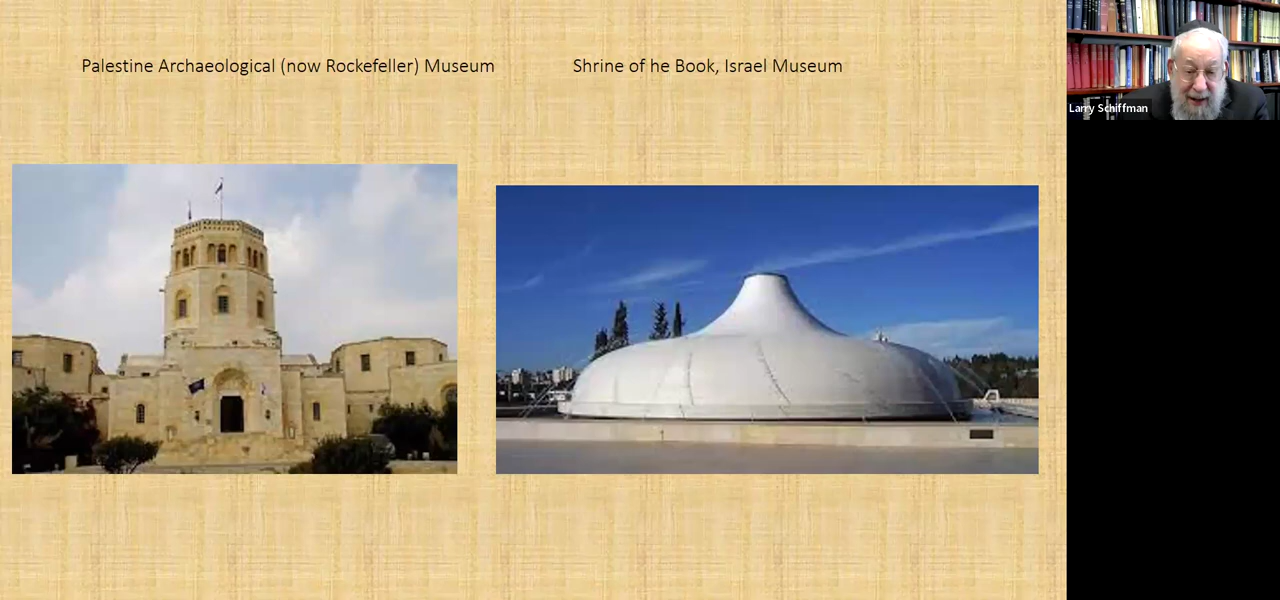 Palestine Archaeological (now Rockefeller) Museum
Shrine of he Book, Israel Museum
Larry Schiffman